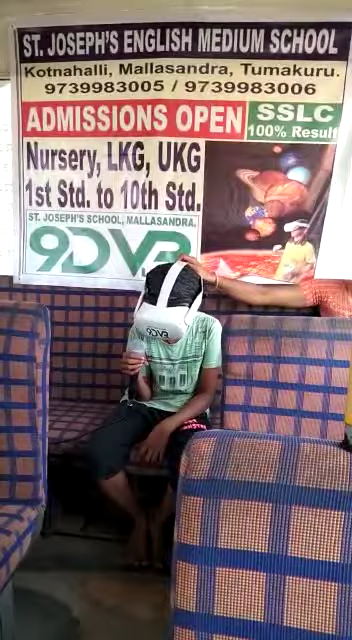 ST. JOSEPH'S ENGLISH MEDIUM SCHOOL
Kotnahalli, Mallasandra, Tumakuru.
9739983005 / 9739983006
ADMISSIONS OPEN
SSLC
100% Result
Nursery, LKG, UKG
1st Std. to 10th Std.
ST. JOSEPH'S SCHOOL, MALLASANDRA.
9DVR
9DVR